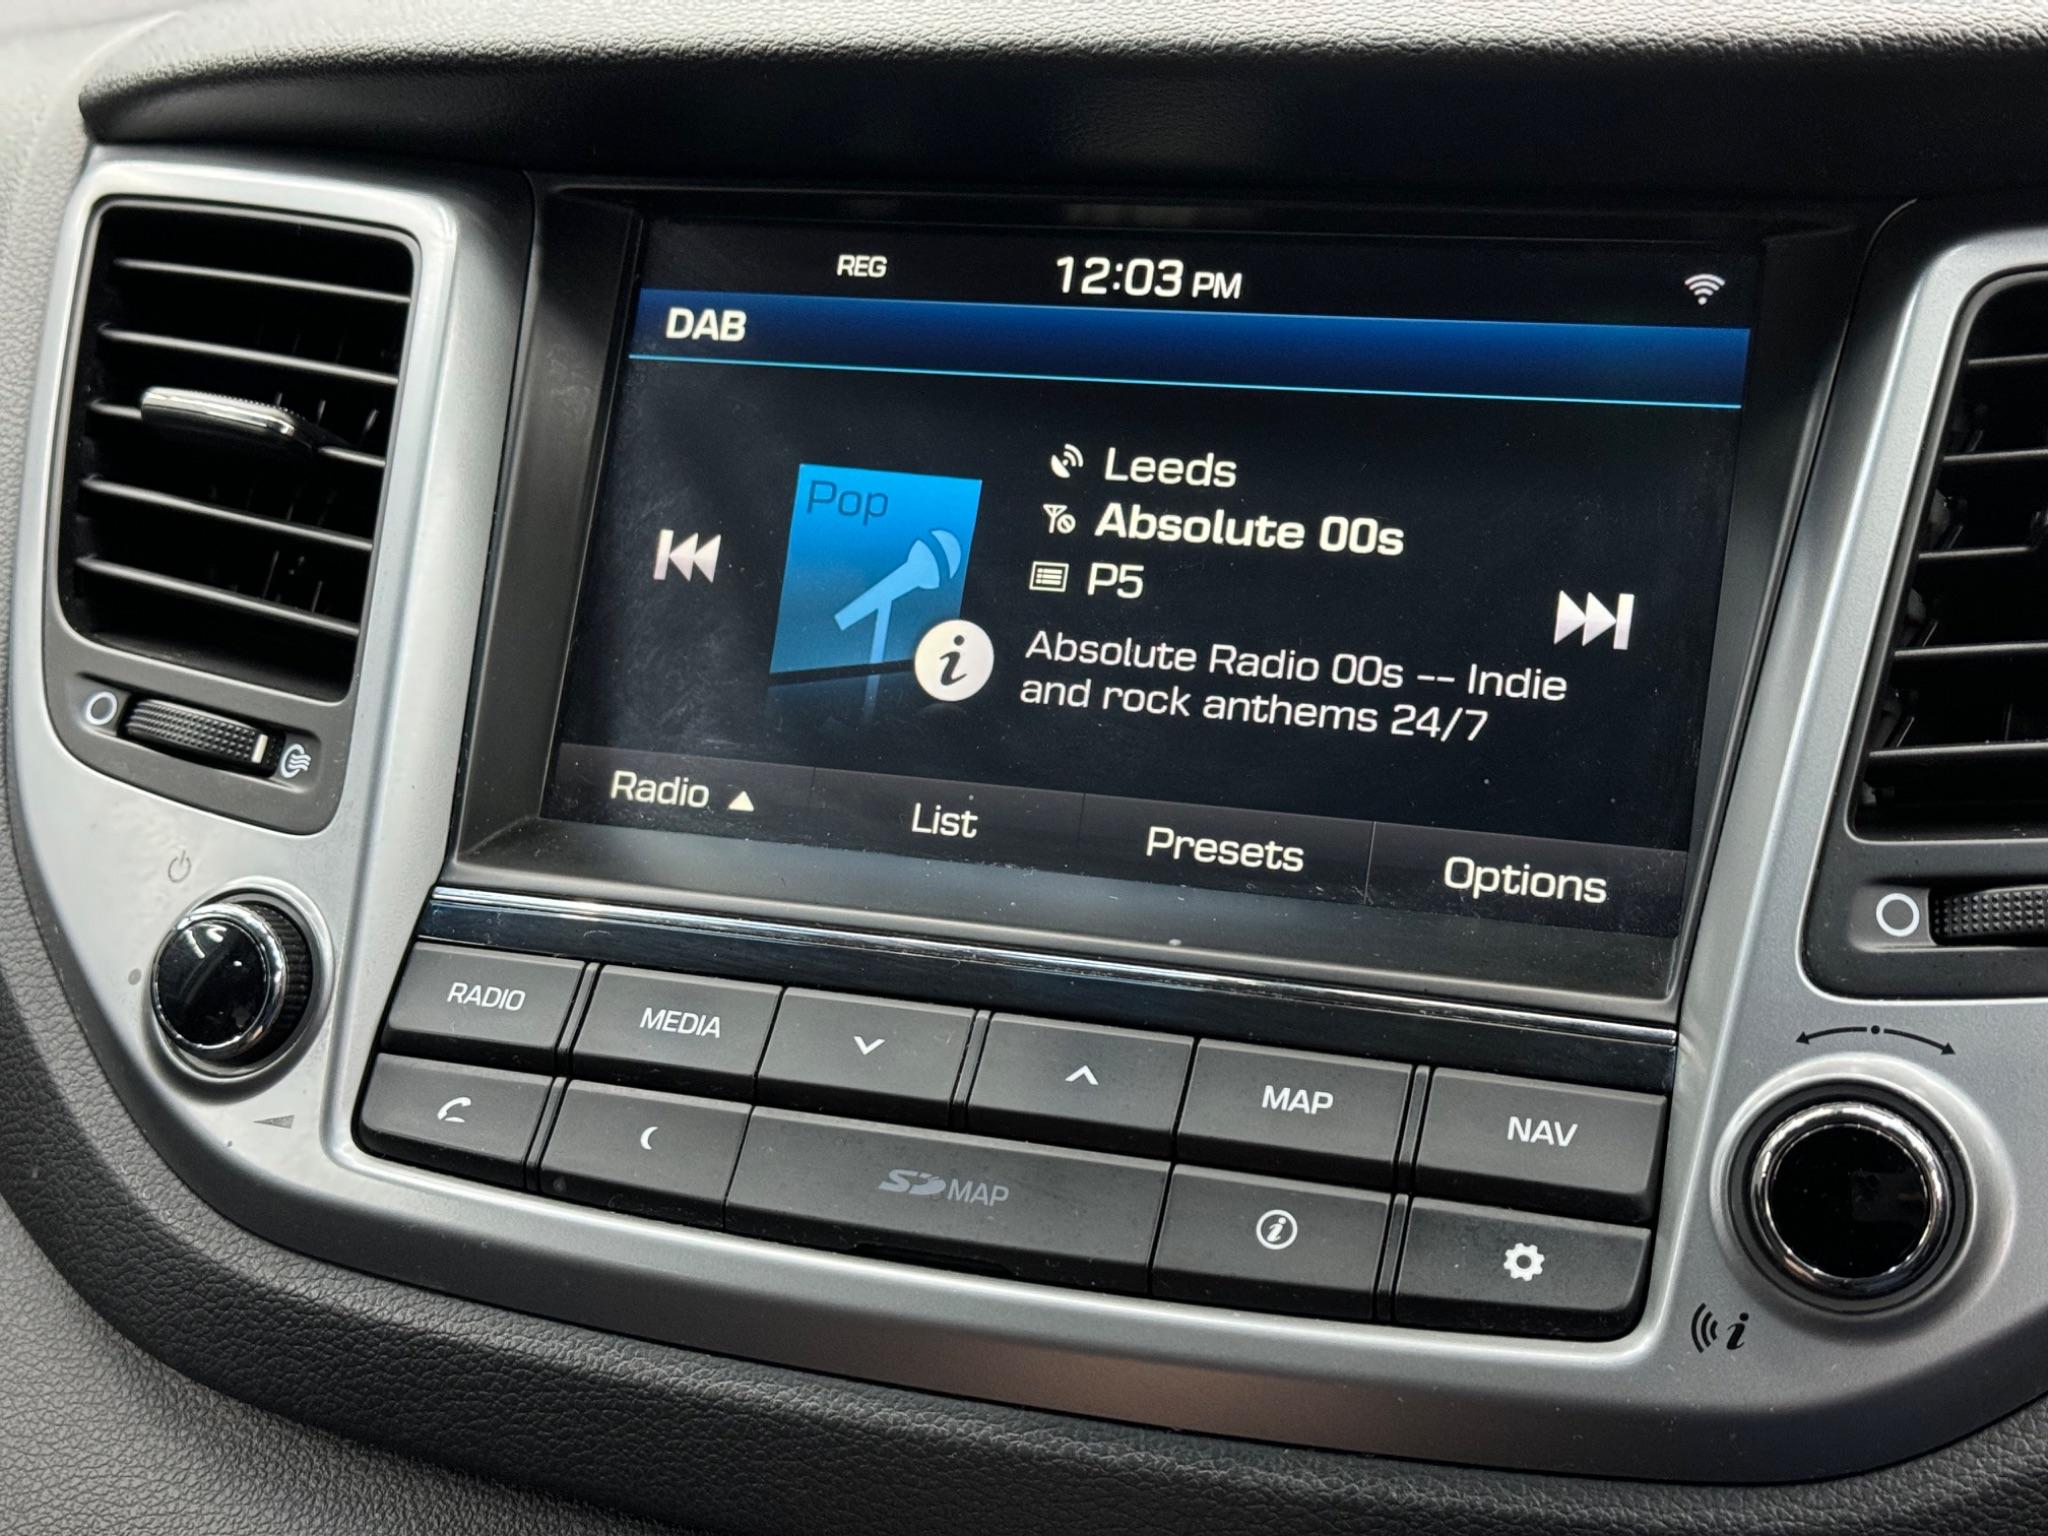 REG 12:03 PM
DAB
Pop
Leeds
Absolute 00s
P5
Absolute Radio 00s -- Indie
and rock anthems 24/7
Radio List Presets Options
RADIO MEDIA MAP NAV
SD MAP